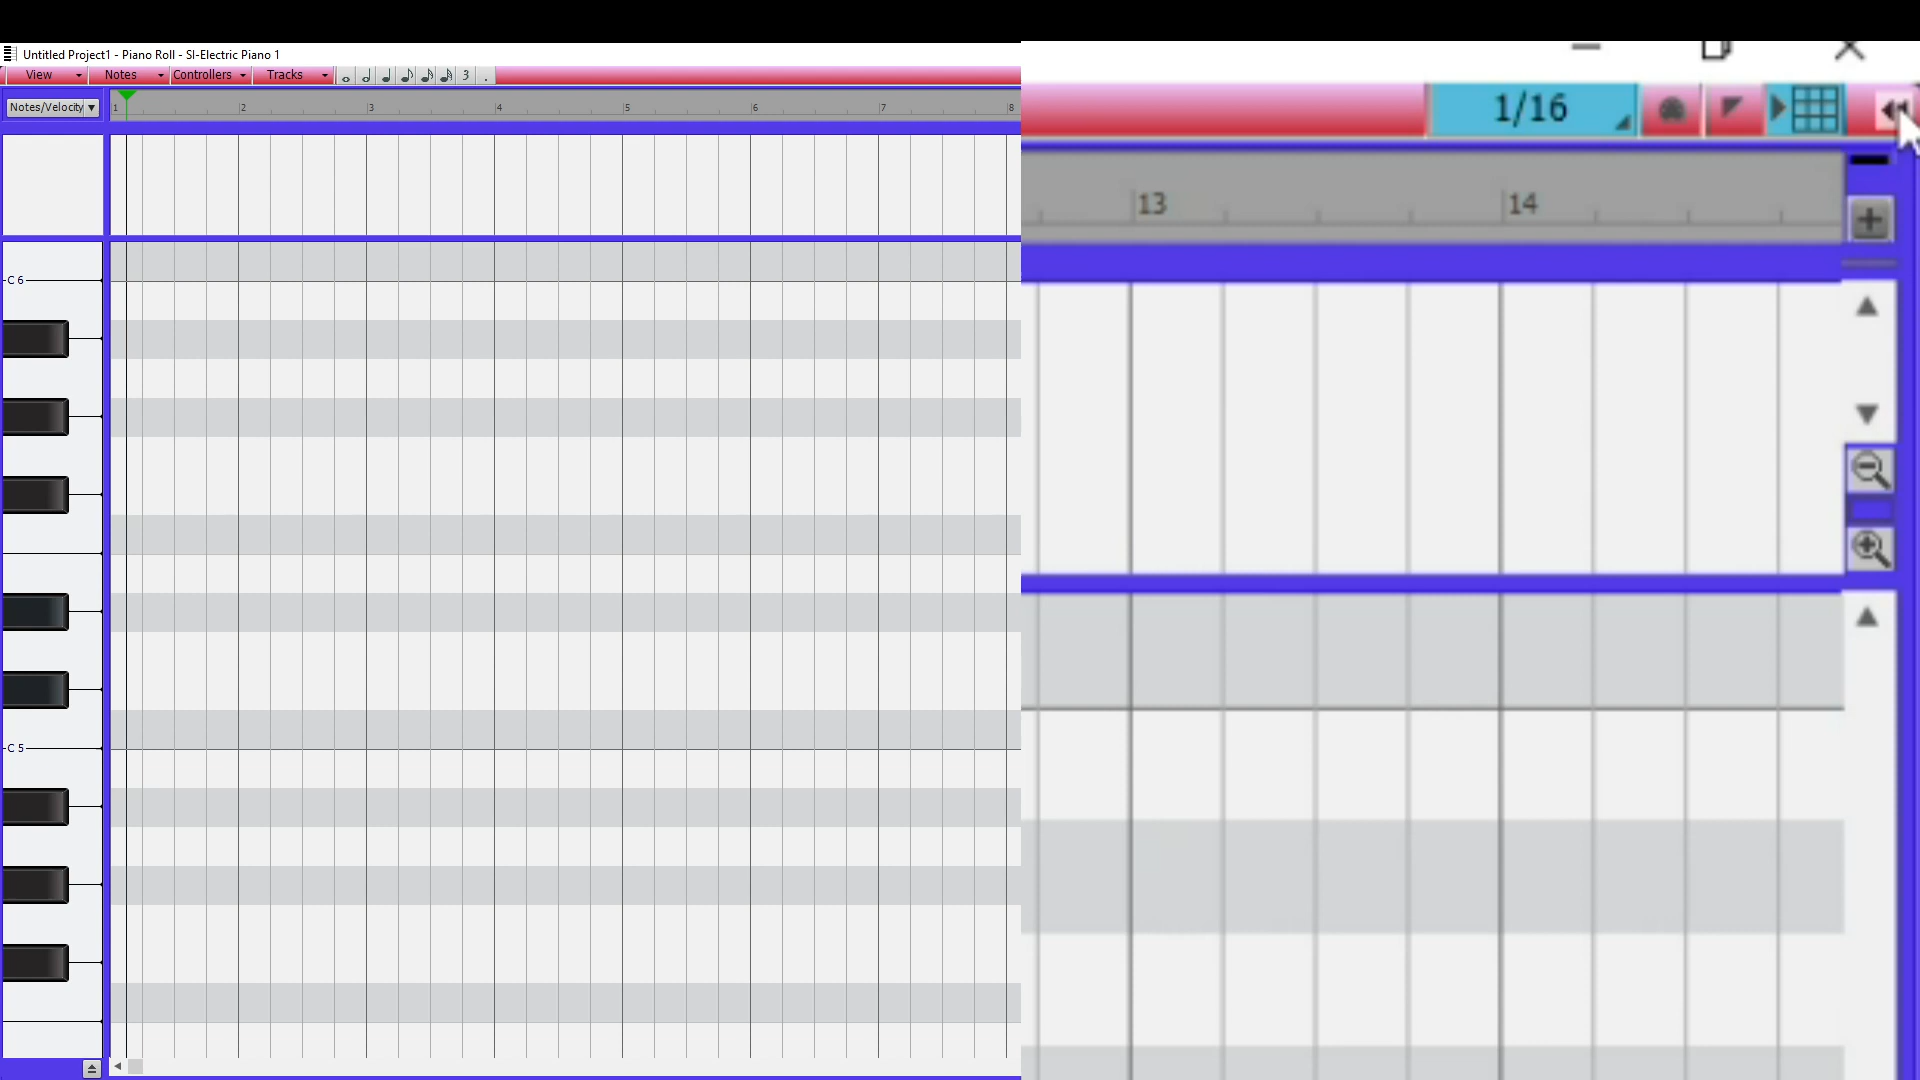 Untitled Project1 - Piano Roll - SI-Electric Piano 1
View Notes Controllers Tracks 3 .
1/16
Notes/Velocity
1 2 3 4 5 6 7 8
13 14
C 6
C 5